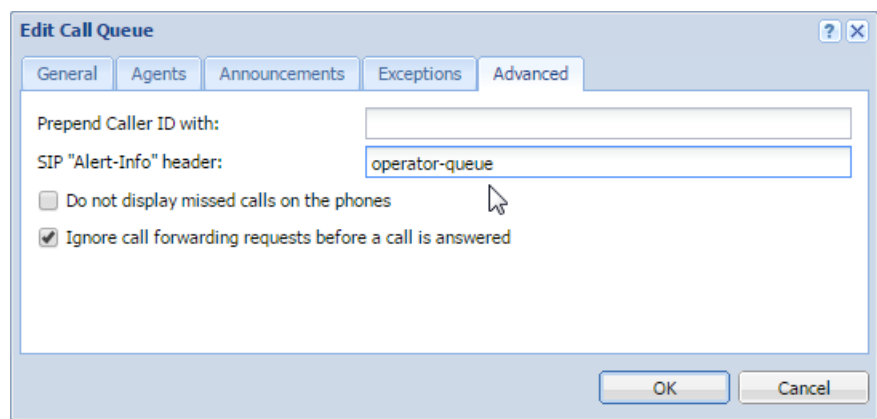 Edit Call Queue ?
General Agents Announcements Exceptions Advanced
Prepend Caller ID with:
SIP "Alert-Info" header: operator-queue
Do not display missed calls on the phones
Ignore call forwarding requests before a call is answered
OK Cancel